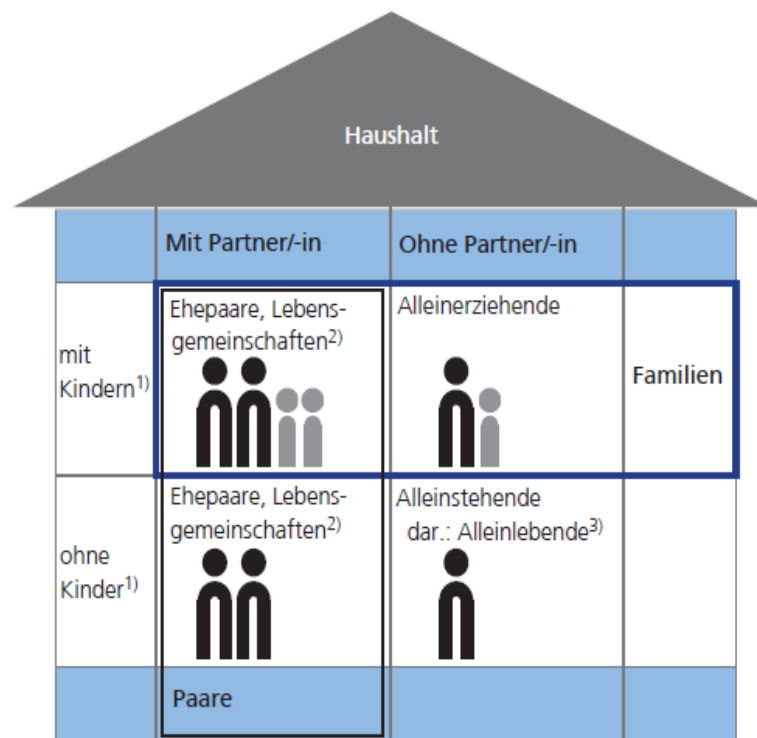 Haushalt
Mit Partner/-in
Ohne Partner/-in
mit
Kindern1)
Ehepaare, Lebens-
gemeinschaften2)
Alleinerziehende
Familien
ohne
Kinder1)
Ehepaare, Lebens-
gemeinschaften2)
Alleinstehende
dar.: Alleinlebende3)
Paare